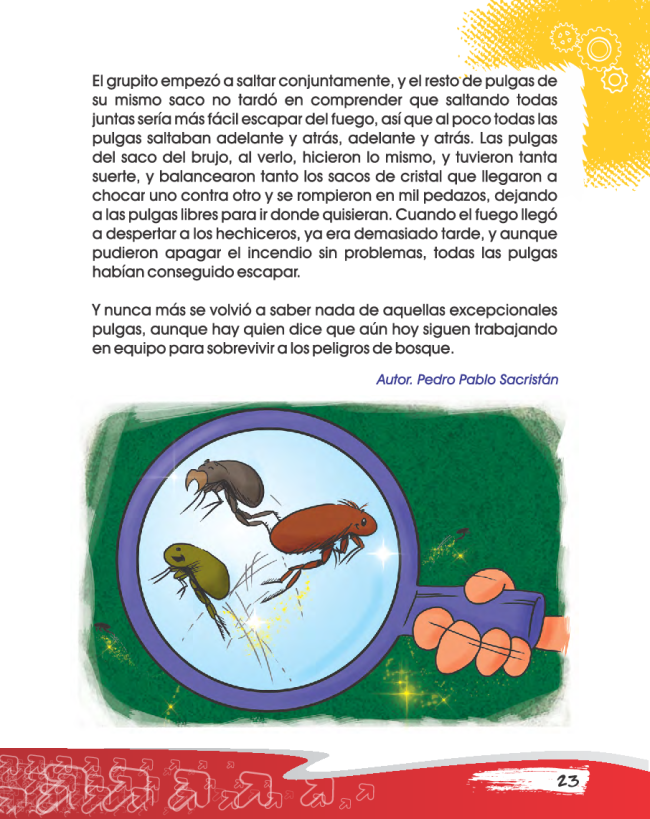 El grupito empezó a saltar conjuntamente, y el resto de pulgas de
su mismo saco no tardó en comprender que saltando todas
juntas sería más fácil escapar del fuego, así que al poco todas las
pulgas saltaban adelante y atrás, adelante y atrás. Las pulgas
del saco del brujo, al verlo, hicieron lo mismo, y tuvieron tanta
suerte, y balancearon tanto los sacos de cristal que llegaron a
chocar uno contra otro y se rompieron en mil pedazos, dejando
a las pulgas libres para ir donde quisieran. Cuando el fuego llegó
a despertar a los hechiceros, ya era demasiado tarde, y aunque
pudieron apagar el incendio sin problemas, todas las pulgas
habían conseguido escapar.
Y nunca más se volvió a saber nada de aquellas excepcionales
pulgas, aunque hay quien dice que aún hoy siguen trabajando
en equipo para sobrevivir a los peligros de bosque.
Autor. Pedro Pablo Sacristán
23